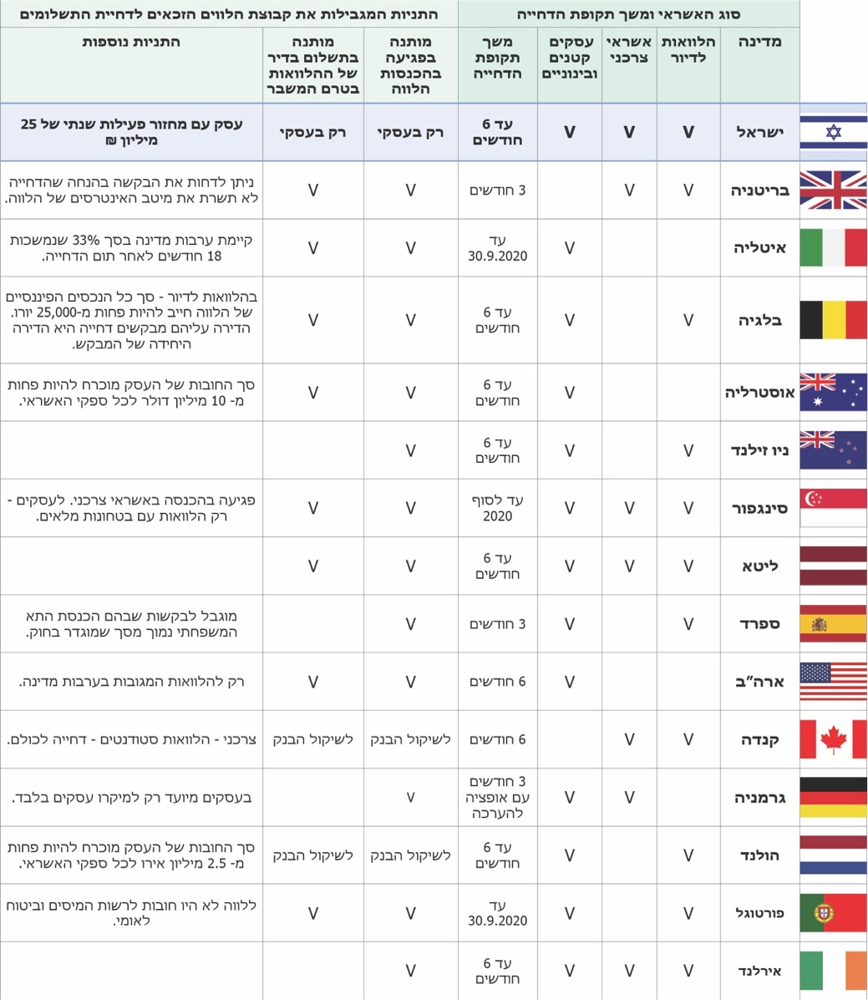 סוג האשראי ומשך תקופת הדחייה
התניות המגבילות את קבוצת הלווים הזכאים לדחיית התשלומים
מדינה
הלוואות
לדיור
אשראי
צרכני
עסקים
קטנים
ובינוניים
משך
תקופת
הדחייה
מותנה
בפגיעה
בהכנסות
הלווה
מותנה
בתשלום בדיר
של ההלוואות
בטרם המשבר
התניות נוספות
ישראל
V
V
V
עד 6
חודשים
רק בעסקי
רק בעסקי
עסק עם מחזור פעילות שנתי של 25
מיליון ₪
בריטניה
V
V
3 חודשים
V
V
ניתן לדחות את הבקשה בהנחה שהדחייה
לא תשרת את מיטב האינטרסים של הלווה.
איטליה
V
עד
30.9.2020
V
V
קיימת ערבות מדינה בסך 33% שנמשכות
18 חודשים לאחר תום הדחייה.
בלגיה
V
V
עד 6
חודשים
V
V
בהלוואות לדיור - סך כל הנכסים הפיננסיים
של הלווה חייב להיות פחות מ-25,000 יורו.
הדירה עליהם מבקשים דחייה היא הדירה
היחידה של המבקש.
אוסטרליה
V
עד 6
חודשים
V
V
סך החובות של העסק מוכרח להיות פחות
מ- 10 מיליון דולר לכל ספקי האשראי.
ניו זילנד
V
V
עד 6
חודשים
V
סינגפור
V
V
V
עד לסוף
2020
V
V
פגיעה בהכנסה באשראי צרכני. לעסקים -
רק הלוואות עם בטחונות מלאים.
ליטא
V
V
V
עד 6
חודשים
V
V
ספרד
V
V
3 חודשים
V
מוגבל לבקשות שבהם הכנסת התא
המשפחתי נמוך מסך שמוגדר בחוק.
ארה״ב
V
6 חודשים
V
V
רק להלוואות המגובות בערבות מדינה.
קנדה
V
V
6 חודשים
לשיקול הבנק
לשיקול הבנק
צרכני - הלוואות סטודנטים - דחייה לכולם.
גרמניה
V
V
3 חודשים
עם אופציה
להערכה
V
בעסקים מיועד רק למיקרו עסקים בלבד.
הולנד
V
V
עד 6
חודשים
לשיקול הבנק
לשיקול הבנק
סך החובות של העסק מוכרח להיות פחות
מ- 2.5 מיליון אירו לכל ספקי האשראי.
פורטוגל
V
V
עד
30.9.2020
V
V
ללווה לא היו חובות לרשות המיסים וביטוח
לאומי.
אירלנד
V
V
V
עד 6
חודשים
V